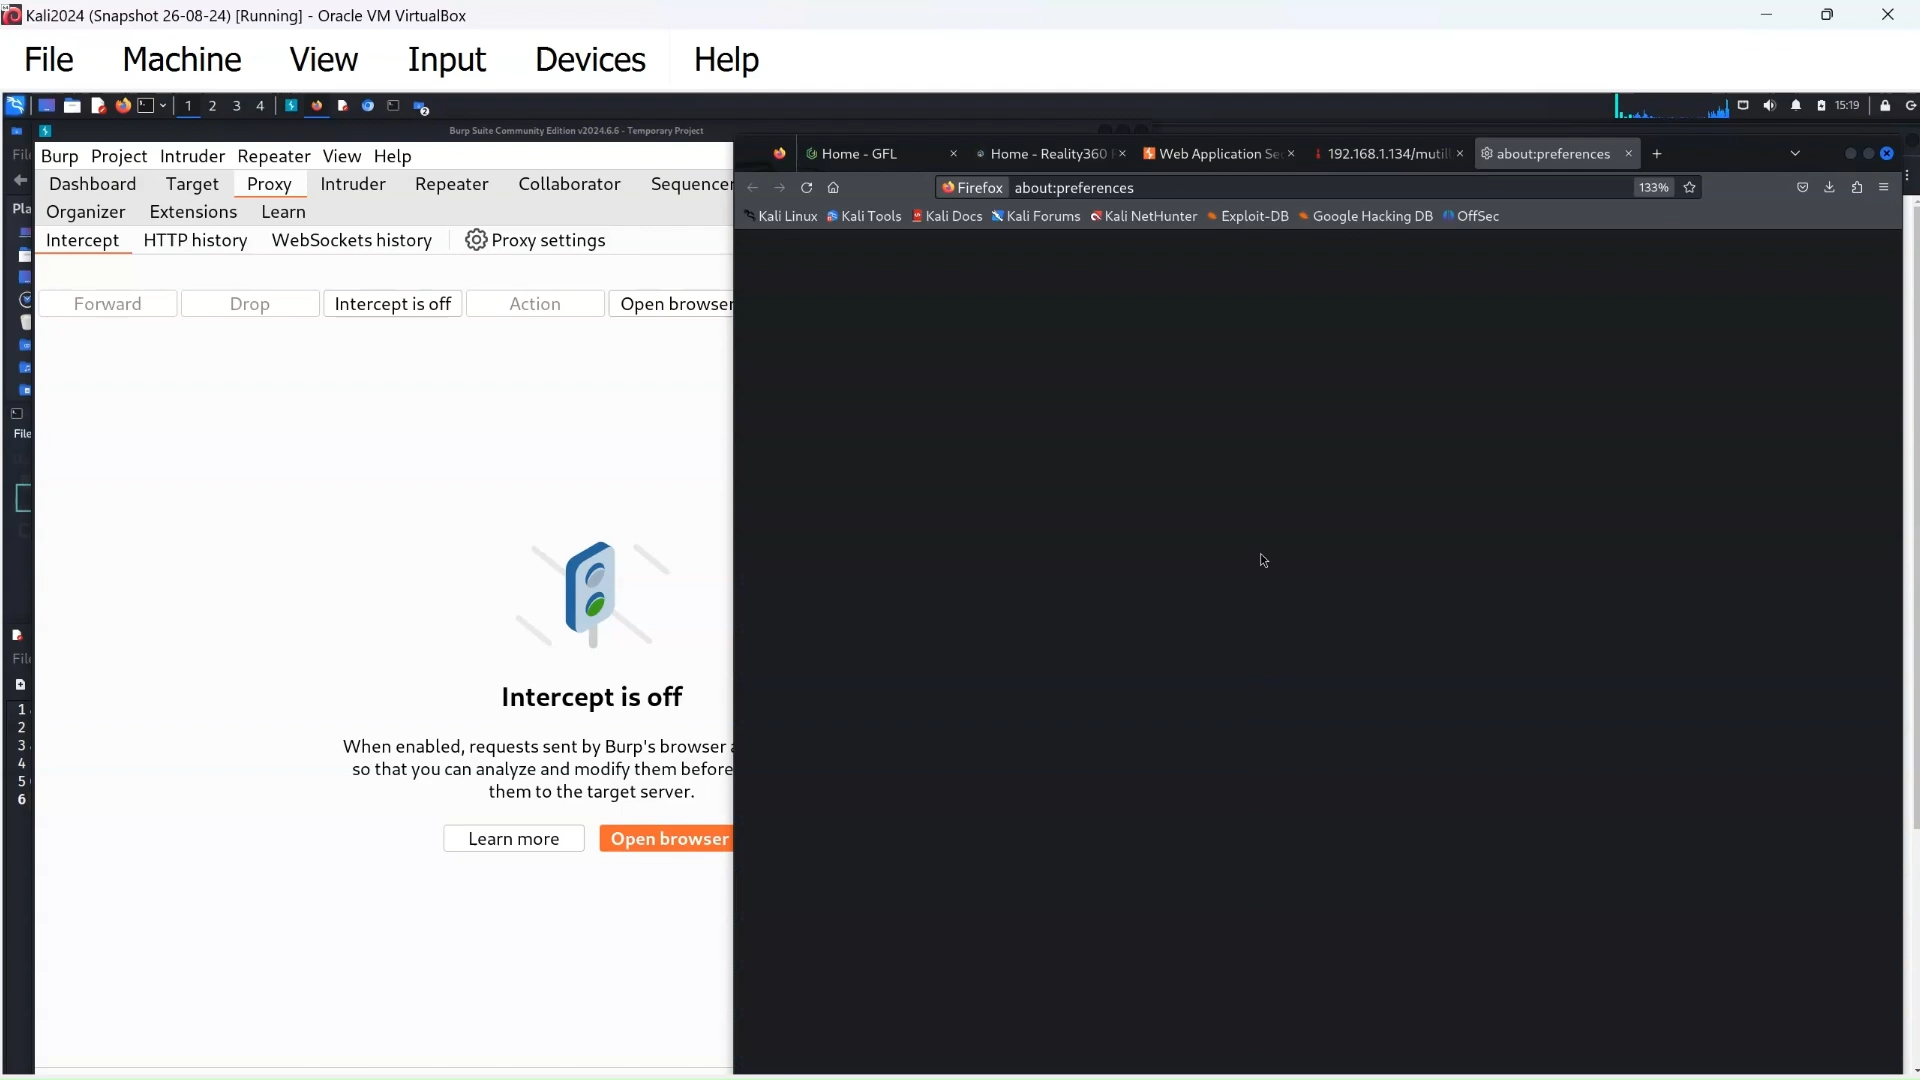 Kali2024 (Snapshot 26-08-24) [Running] - Oracle VM VirtualBox
File Machine View Input Devices Help
1 2 3 4
15:19
Burp Suite Community Edition v2024.6.6 - Temporary Project
Burp Project Intruder Repeater View Help
Dashboard Target Proxy Intruder Repeater Collaborator Sequencer
Organizer Extensions Learn
Intercept HTTP history WebSockets history Proxy settings
Forward Drop Intercept is off Action Open browser
Intercept is off
When enabled, requests sent by Burp's browser
so that you can analyze and modify them before
them to the target server.
Learn more Open browser
Home - GFL Home - Reality360 Web Application Se 192.168.1.134/mutill about:preferences
Firefox about:preferences 133%
Kali Linux Kali Tools Kali Docs Kali Forums Kali NetHunter Exploit-DB Google Hacking DB OffSec
File
1
2
3
4
5
6